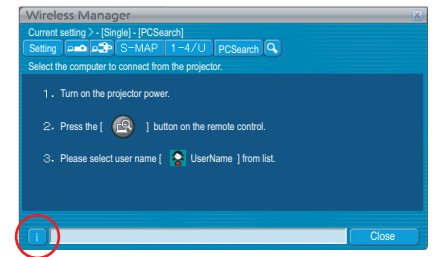 Wireless Manager
Current setting > - [Single] - [PCSearch]
Setting S-MAP 1-4/U PCSearch
Select the computer to connect from the projector.
1. Turn on the projector power.
2. Press the [ ] button on the remote control.
3. Please select user name [ UserName ] from list.
i Close